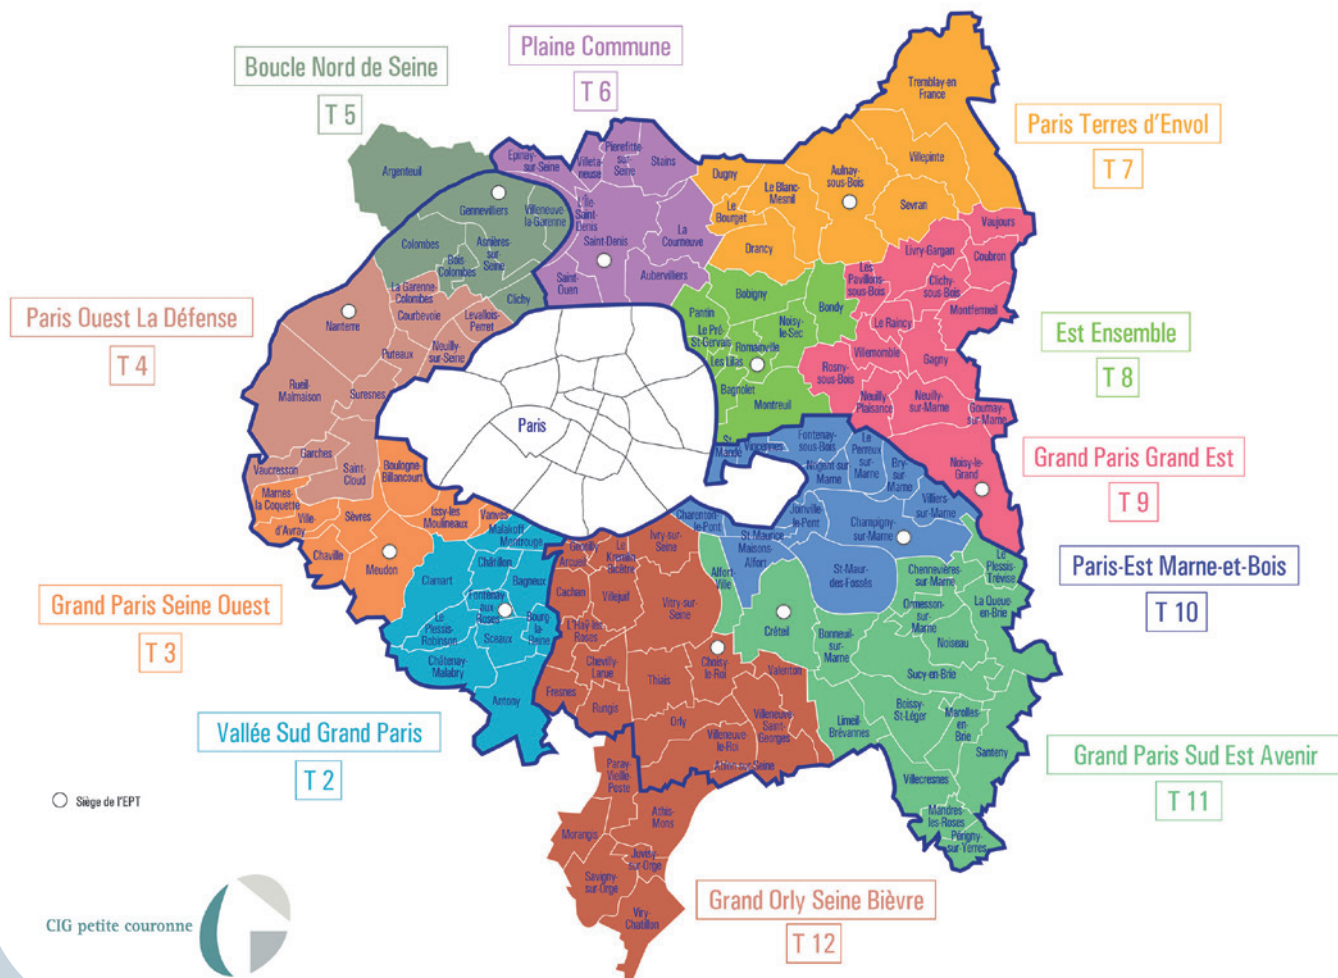 Plaine Commune
T 6
Boucle Nord de Seine
T 5
Paris Terres d'Envol
T 7
Paris Ouest La Défense
T 4
Est Ensemble
T 8
Grand Paris Grand Est
T 9
Paris-Est Marne-et-Bois
T 10
Grand Paris Seine Ouest
T 3
Vallée Sud Grand Paris
T 2
Grand Paris Sud Est Avenir
T 11
Grand Orly Seine Bièvre
T 12
Siège de l'EPT
CIG petite couronne
Argenteuil
Gennevilliers
Villeneuve-
la-Garenne
Colombes
Asnières-
sur-
Seine
Bois-
Colombes
Clichy
Epinay-
sur-Seine
Villeta-
neuse
Pierefitte-
sur-
Seine
Stains
L'Île-
Saint-
Denis
Saint-Denis
La
Courneuve
Saint-
Ouen
Aubervilliers
Tremblay-en
France
Villepinte
Aulnay-
sous-Bois
Sevran
Dugny
Le Blanc-
Mesnil
Le
Bourget
Drancy
Vaujours
Livry-Gargan
Coubron
Les
Pavillons-
sous-Bois
Clichy-
sous-Bois
Montfermeil
Le Raincy
Villemomble
Gagny
Rosny-
sous-Bois
Neuilly
Plaisance
Neuilly-
sur-Marne
Gournay-
sur-Marne
Noisy-le-
Grand
Bobigny
Bondy
Pantin
Noisy-
le-Sec
Le Pré-
St-Gervais
Romainville
Les Lilas
Bagnolet
Montreuil
La Garenne-
Colombes
Courbevoie
Levallois-
Perret
Nanterre
Puteaux
Neuilly-
sur-Seine
Rueil-
Malmaison
Suresnes
Garches
Vaucresson
Saint-
Cloud
Paris
Boulogne-
Billancourt
Marnes-
la Coquette
Sèvres
Ville-
d'Avray
Issy-les
Moulineaux
Vanves
Chaville
Meudon
Malakoff
Montrouge
Châtillon
Clamart
Bagneux
Fontenay
aux
Roses
Bourg-
la-Reine
Le
Plessis-
Robinson
Sceaux
Châtenay-
Malabry
Antony
Mandé
Vincennes
Fontenay-
sous-Bois
Le
Perreux
sur-
Marne
Nogent-sur
Marne
Bry-
sur
Marne
Villiers-
sur-Marne
Charenton-
le-Pont
Joinville-
le-Pont
Champigny-
sur-Marne
St-Maurice
Maisons-
Alfort
St-Maur-
des-Fossés
Gentilly
Le
Kremlin
Bicêtre
Ivry-sur-
Seine
Arcueil
Cachan
Villejuif
Vitry-sur-
Seine
L'Haÿ-les-
Roses
Chevilly-
Larue
Thiais
Choisy-
le-Roi
Valenton
Fresnes
Rungis
Orly
Villeneuve-
Saint-
Georges
Villeneuve-
le-Roi
Ablon-sur-Seine
Paray-
Vieille-
Poste
Athis-
Mons
Morangis
Juvisy-
sur-Orge
Savigny-
sur-Orge
Viry-
Chatillon
Alfort-
Ville
Créteil
Chennevières-
sur-Marne
Le
Plessis-
Trévise
La Queue-
en-Brie
Ormesson-
sur-
Marne
Bonneuil-
sur-
Marne
Noiseau
Sucy-en-Brie
Limeil-
Brévannes
Boissy-
St-Léger
Marolles-
en-
Brie
Santeny
Villecresnes
Mandres-
les-Roses
Périgny-
sur-Yerres